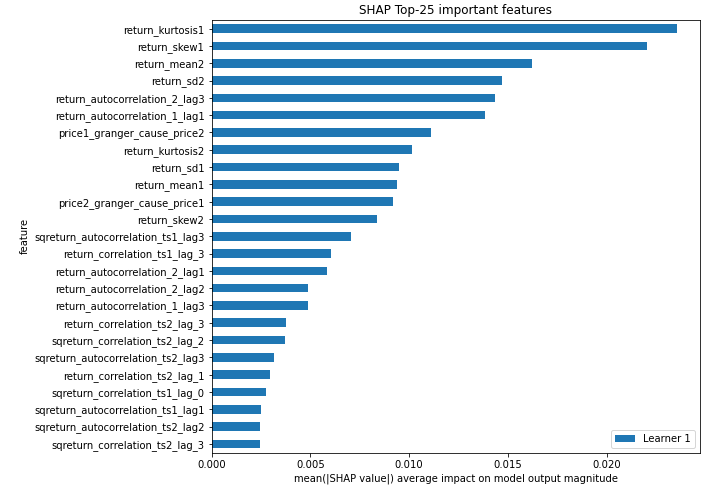 SHAP Top-25 important features
return_kurtosis1
return_skew1
return_mean2
return_sd2
return_autocorrelation_2_lag3
return_autocorrelation_1_lag1
price1_granger_cause_price2
return_kurtosis2
return_sd1
return_mean1
price2_granger_cause_price1
return_skew2
sqreturn_autocorrelation_ts1_lag3
return_correlation_ts1_lag_3
return_autocorrelation_2_lag1
return_autocorrelation_2_lag2
return_autocorrelation_1_lag3
return_correlation_ts2_lag_3
sqreturn_correlation_ts2_lag_2
sqreturn_autocorrelation_ts2_lag3
return_correlation_ts2_lag_1
sqreturn_correlation_ts1_lag_0
sqreturn_autocorrelation_ts1_lag1
sqreturn_autocorrelation_ts2_lag2
sqreturn_correlation_ts2_lag_3
feature
Learner 1
0.000 0.005 0.010 0.015 0.020
mean(|SHAP value|) average impact on model output magnitude